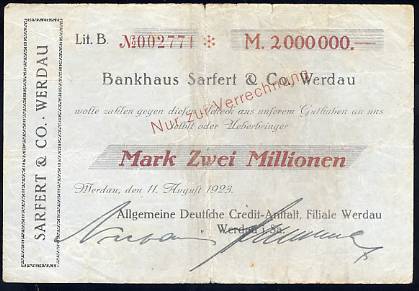 Lit. B. № 002771 * M. 2000000.-
Bankhaus Sarfert & Co. Werdau
wolle zahlen gegen diesen Scheck aus unserem Guthaben an uns
selbst oder Ueberbringer
Nur zur Verrechnung
Mark Zwei Millionen
Werdau, den 11. August 1923.
Allgemeine Deutsche Credit-Anstalt, Filiale Werdau
Werdau i. Sa.
SARFERT & CO. · WERDAU